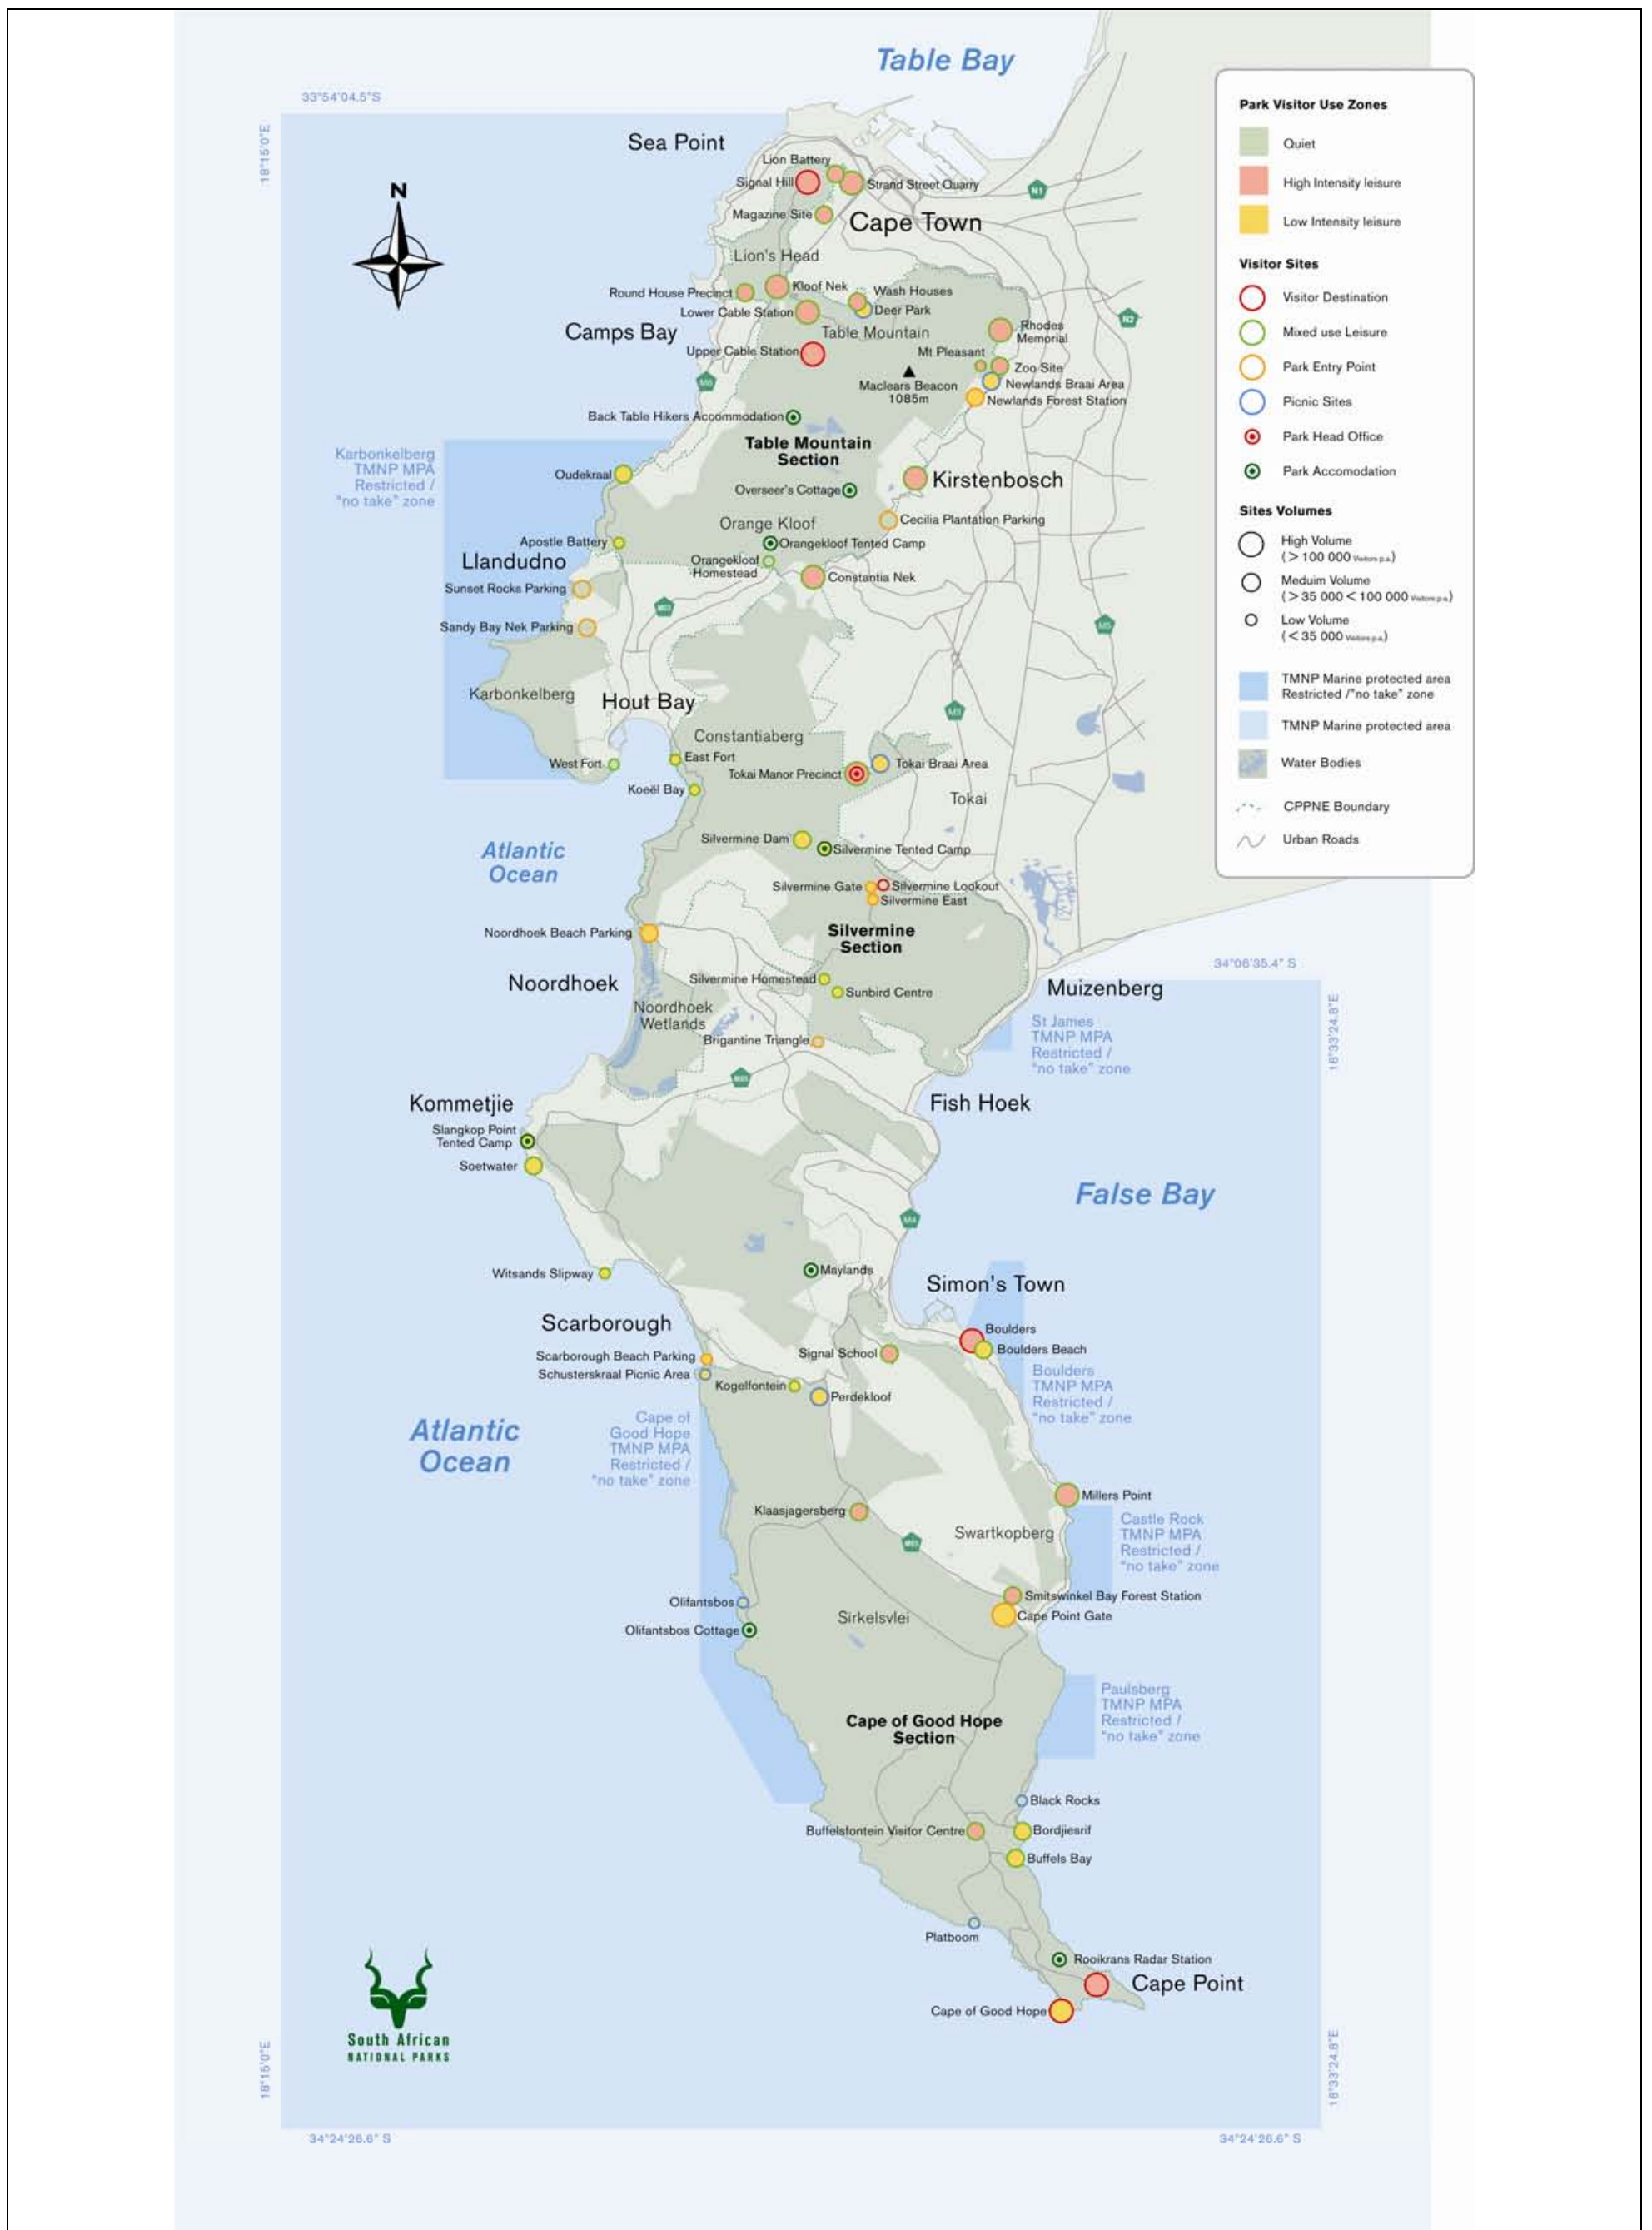 Table Bay
33°54'04.5"S
18°15'0"E
N
Sea Point
Lion Battery
Signal Hill
Strand Street Quarry
Magazine Site
Cape Town
Lion's Head
Round House Precinct
Kloof Nek
Wash Houses
Deer Park
Lower Cable Station
Camps Bay
Table Mountain
Rhodes
Memorial
Upper Cable Station
Mt Pleasant
Zoo Site
Maclears Beacon
1085m
Newlands Braai Area
Newlands Forest Station
Back Table Hikers Accommodation
Table Mountain
Section
Karbonkelberg
TMNP MPA
Restricted /
"no take" zone
Oudekraal
Overseer's Cottage
Kirstenbosch
Orange Kloof
Cecilia Plantation Parking
Apostle Battery
Orangekloof Tented Camp
Llandudno
Orangekloof
Homestead
Constantia Nek
Sunset Rocks Parking
Sandy Bay Nek Parking
Karbonkelberg
Hout Bay
Constantiaberg
West Fort
East Fort
Tokai Manor Precinct
Tokai Braai Area
Koeël Bay
Tokai
Atlantic
Ocean
Silvermine Dam
Silvermine Tented Camp
Silvermine Gate
Silvermine Lookout
Silvermine East
Noordhoek Beach Parking
Silvermine
Section
Noordhoek
Silvermine Homestead
Sunbird Centre
Noordhoek
Wetlands
Brigantine Triangle
34°06'35.4" S
Muizenberg
18°33'24.8"E
St James
TMNP MPA
Restricted /
"no take" zone
Kommetjie
Fish Hoek
Slangkop Point
Tented Camp
Soetwater
False Bay
Witsands Slipway
Maylands
Simon's Town
Scarborough
Boulders
Boulders Beach
Scarborough Beach Parking
Signal School
Schusterskraal Picnic Area
Kogelfontein
Perdekloof
Boulders
TMNP MPA
Restricted /
"no take" zone
Cape of
Good Hope
TMNP MPA
Restricted /
"no take" zone
Atlantic
Ocean
Millers Point
Klaasjagersberg
Swartkopberg
Castle Rock
TMNP MPA
Restricted /
"no take" zone
Olifantsbos
Smitswinkel Bay Forest Station
Cape Point Gate
Sirkelsvlei
Olifantsbos Cottage
Paulsberg
TMNP MPA
Restricted /
"no take" zone
Cape of Good Hope
Section
Black Rocks
Buffelsfontein Visitor Centre
Bordjiesrif
Buffels Bay
Platboom
Rooikrans Radar Station
Cape Point
Cape of Good Hope
South African
NATIONAL PARKS
18°15'0"E
18°33'24.8"E
34°24'26.6" S
34°24'26.6" S
N1
N2
M5
M3
M4
Park Visitor Use Zones
Quiet
High Intensity leisure
Low Intensity leisure
Visitor Sites
Visitor Destination
Mixed use Leisure
Park Entry Point
Picnic Sites
Park Head Office
Park Accomodation
Sites Volumes
High Volume
(> 100 000 Visitors p.a.)
Meduim Volume
(> 35 000 < 100 000 Visitors p.a.)
Low Volume
(< 35 000 Visitors p.a.)
TMNP Marine protected area
Restricted /"no take" zone
TMNP Marine protected area
Water Bodies
CPPNE Boundary
Urban Roads